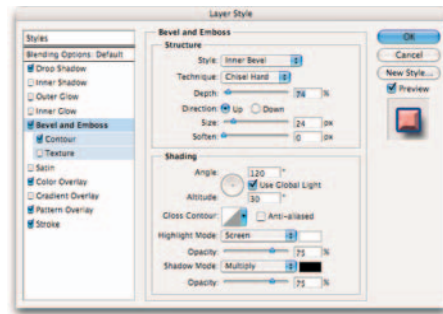 Layer Style
Styles
Blending Options: Default
Drop Shadow
Inner Shadow
Outer Glow
Inner Glow
Bevel and Emboss
Contour
Texture
Satin
Color Overlay
Gradient Overlay
Pattern Overlay
Stroke
Bevel and Emboss
Structure
Style: Inner Bevel
Technique: Chisel Hard
Depth: 74 %
Direction: Up Down
Size: 24 px
Soften: 0 px
Shading
Angle: 120 °
Use Global Light
Altitude: 30 °
Gloss Contour: Anti-aliased
Highlight Mode: Screen
Opacity: 75 %
Shadow Mode: Multiply
Opacity: 75 %
OK
Cancel
New Style...
Preview